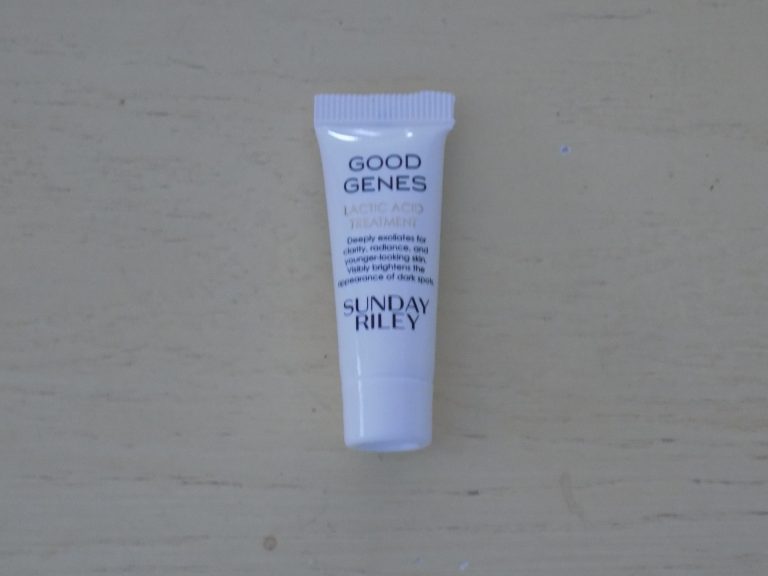 GOOD
GENES
LACTIC ACID
TREATMENT
Deeply exfoliates for
clarity, radiance, and
younger-looking skin.
Visibly brightens the
appearance of dark spots.
SUNDAY
RILEY